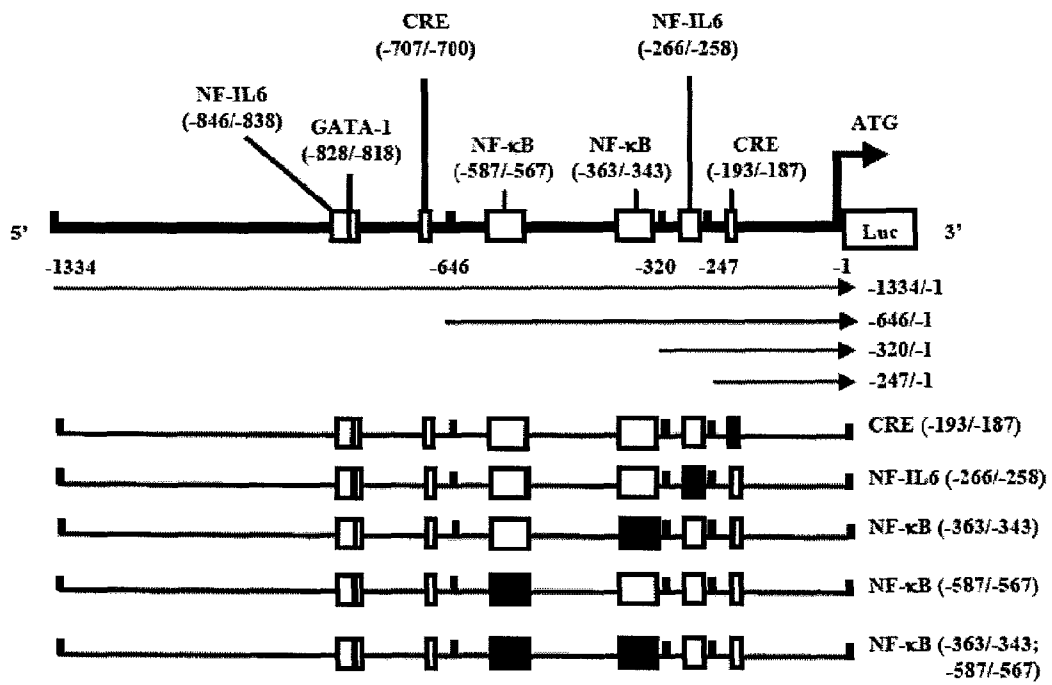 CRE
(-707/-700)
NF-IL6
(-266/-258)
NF-IL6
(-846/-838)
GATA-1
(-828/-818)
NF-κB
(-587/-567)
NF-κB
(-363/-343)
CRE
(-193/-187)
ATG
5’
Luc
3’
-1334
-646
-320
-247
-1
-1334/-1
-646/-1
-320/-1
-247/-1
CRE (-193/-187)
NF-IL6 (-266/-258)
NF-κB (-363/-343)
NF-κB (-587/-567)
NF-κB (-363/-343;
-587/-567)